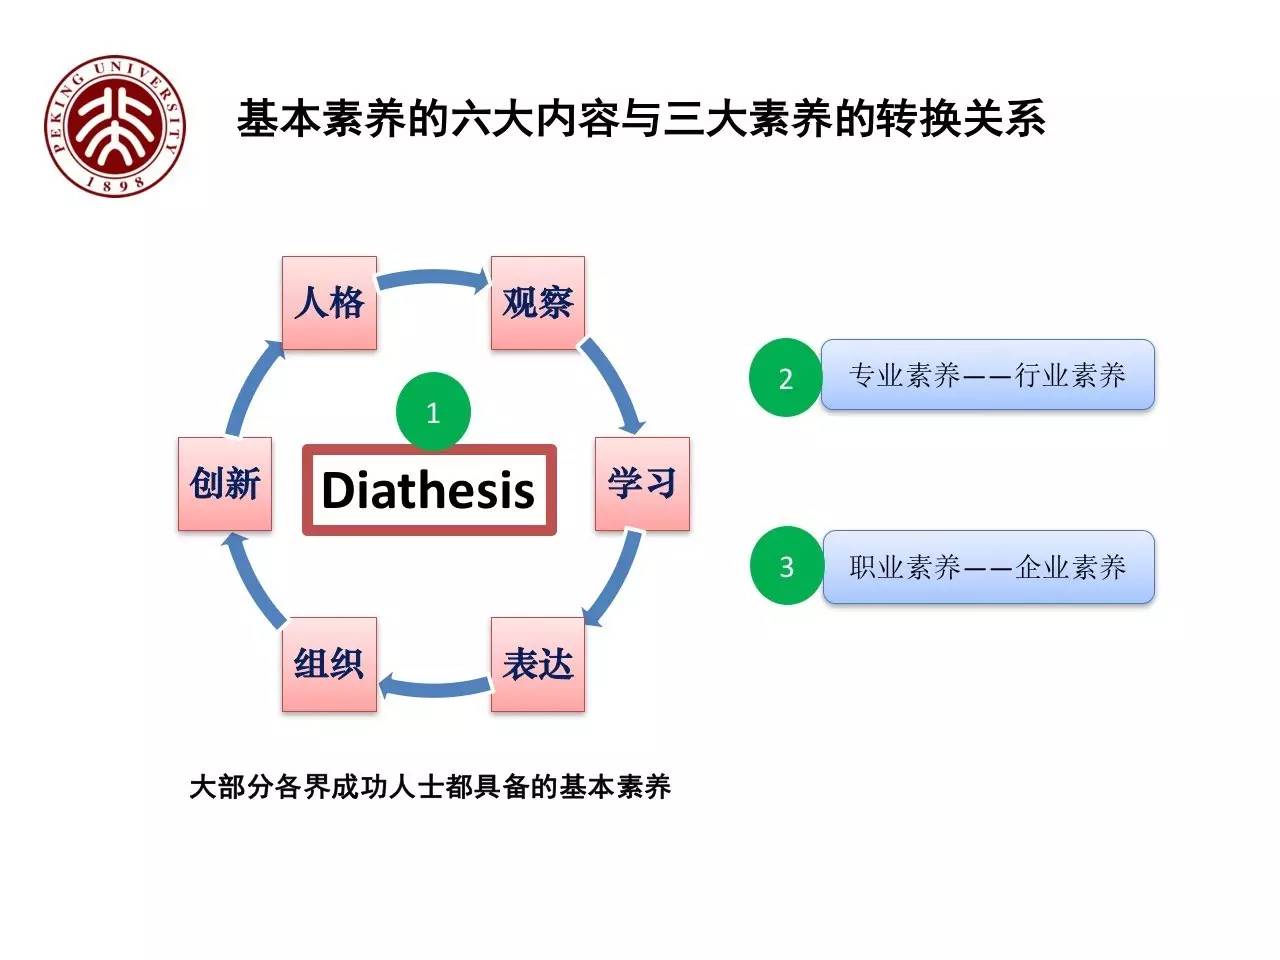 PEKING UNIVERSITY
1898
基本素养的六大内容与三大素养的转换关系
人格
观察
1
2
专业素养——行业素养
创新
Diathesis
学习
3
职业素养——企业素养
组织
表达
大部分各界成功人士都具备的基本素养